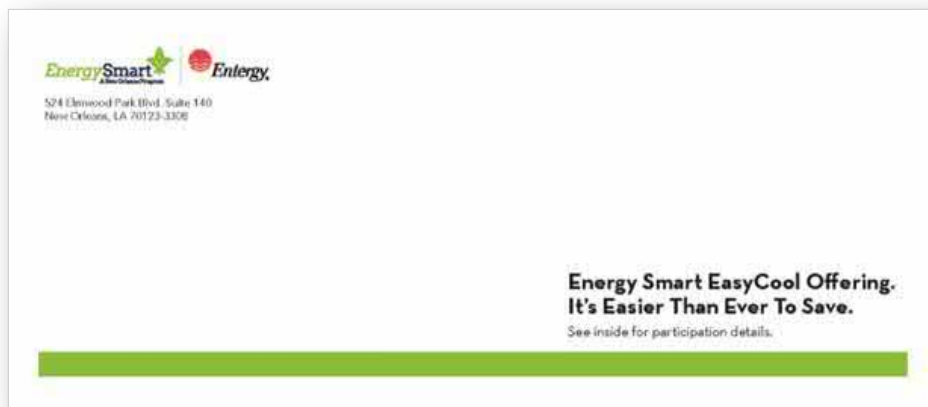 EnergySmart
A New Orleans Program
Entergy
524 Elmwood Park Blvd. Suite 140
New Orleans, LA 70123-3308
Energy Smart EasyCool Offering.
It's Easier Than Ever To Save.
See inside for participation details.